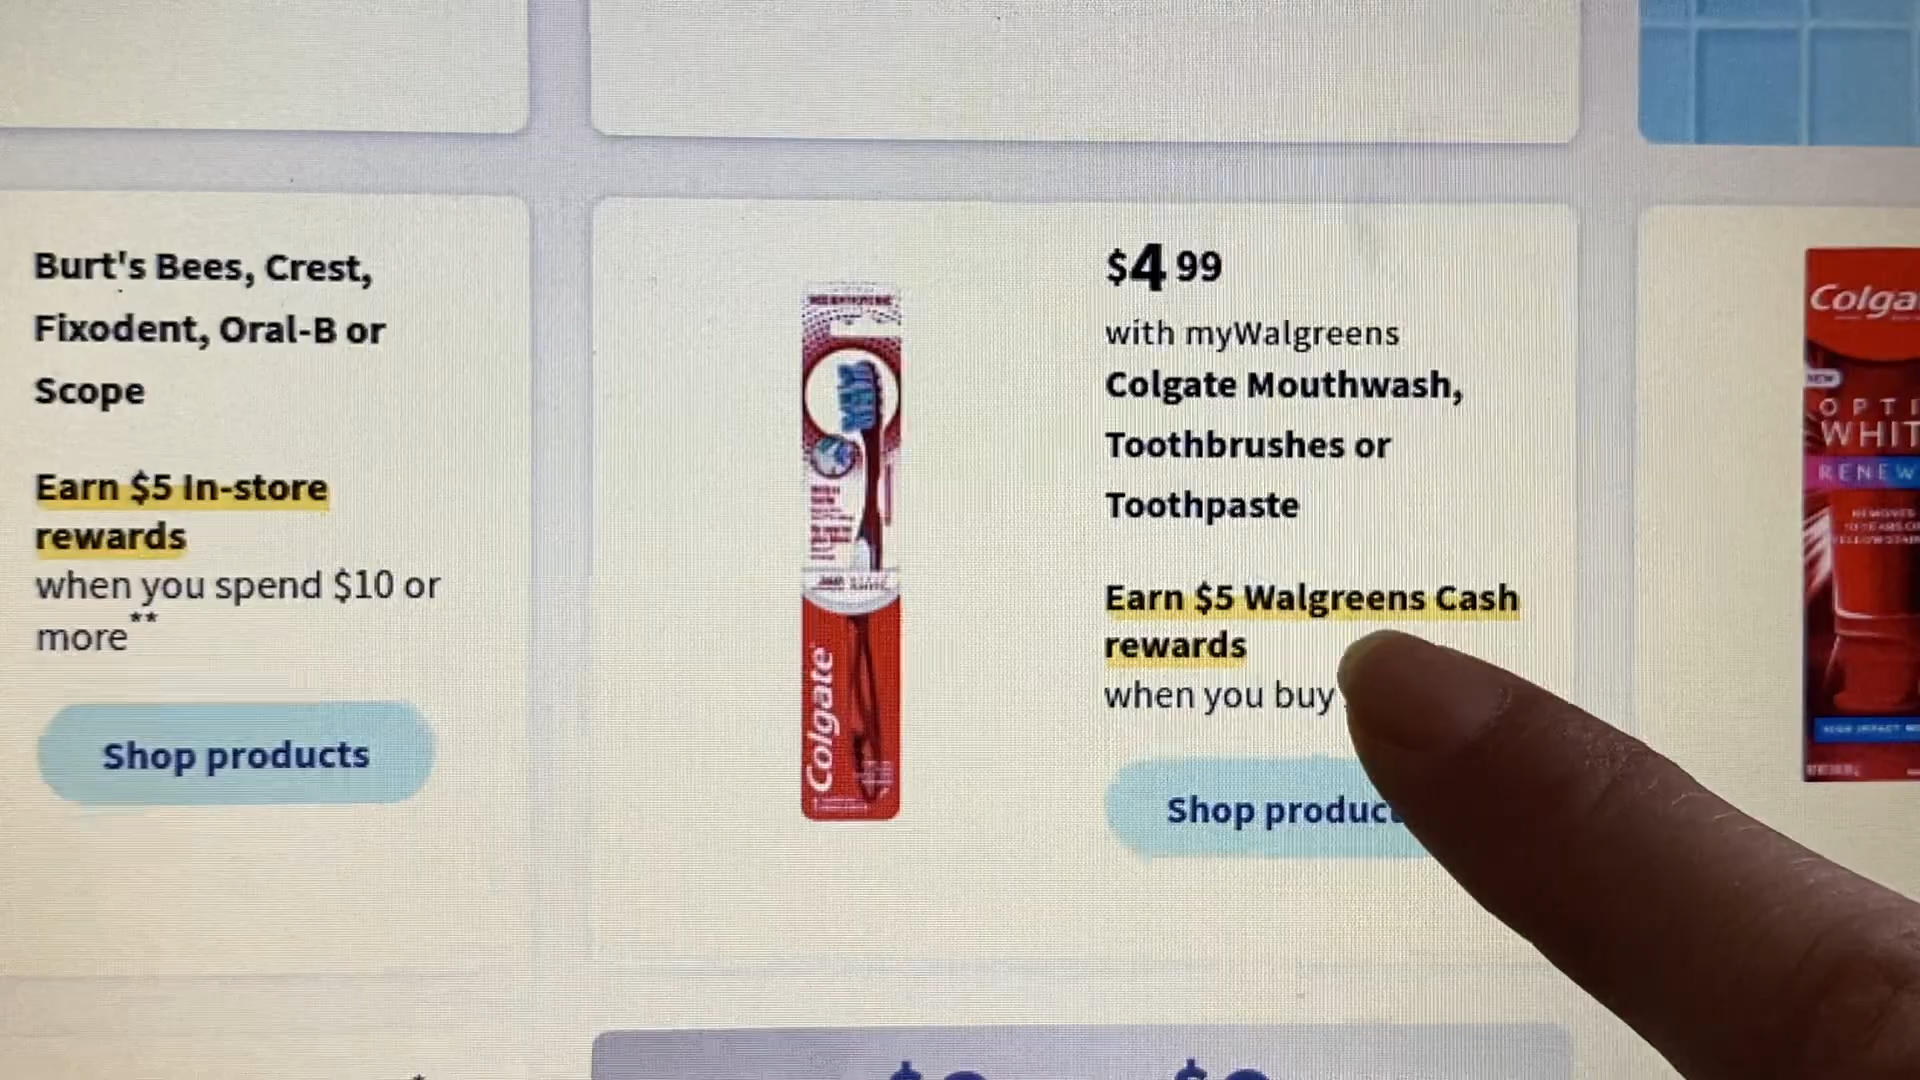 Burt's Bees, Crest,
Fixodent, Oral-B or
Scope
Earn $5 In-store
rewards
when you spend $10 or
more**
Shop products
Colgate
$4 99
with myWalgreens
Colgate Mouthwash,
Toothbrushes or
Toothpaste
Earn $5 Walgreens Cash
rewards
when you buy
Shop
Colga
NEW
OPTI
WHIT
RENEW